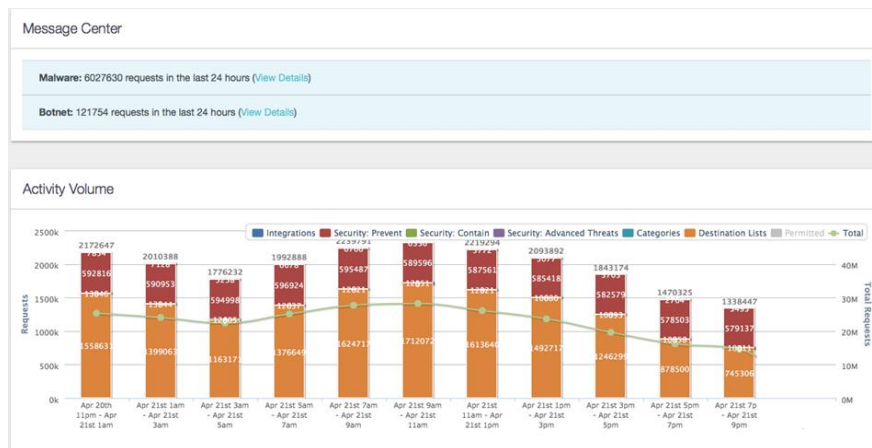 Message Center
Malware: 6027630 requests in the last 24 hours (View Details)
Botnet: 121754 requests in the last 24 hours (View Details)
Activity Volume
Integrations Security: Prevent Security: Contain Security: Advanced Threats Categories Destination Lists Permitted Total
2500k
2000k
1500k
1000k
500k
0k
Requests
2172647
592816
1558631
2010388
590953
1399063
1776232
594998
1163171
1992888
596924
1376649
2239791
595487
1624717
589596
1712072
2219294
587561
1613640
2093892
585418
1492717
1843174
582579
1246299
1470325
578503
878500
1338447
579137
745306
40M
30M
20M
10M
0M
Total Requests
Apr 20th 11pm - Apr 21st 1am
Apr 21st 1am - Apr 21st 3am
Apr 21st 3am - Apr 21st 5am
Apr 21st 5am - Apr 21st 7am
Apr 21st 7am - Apr 21st 9am
Apr 21st 9am - Apr 21st 11am
Apr 21st 11am - Apr 21st 1pm
Apr 21st 1pm - Apr 21st 3pm
Apr 21st 3pm - Apr 21st 5pm
Apr 21st 5pm - Apr 21st 7pm
Apr 21st 7p - Apr 21st 9pm